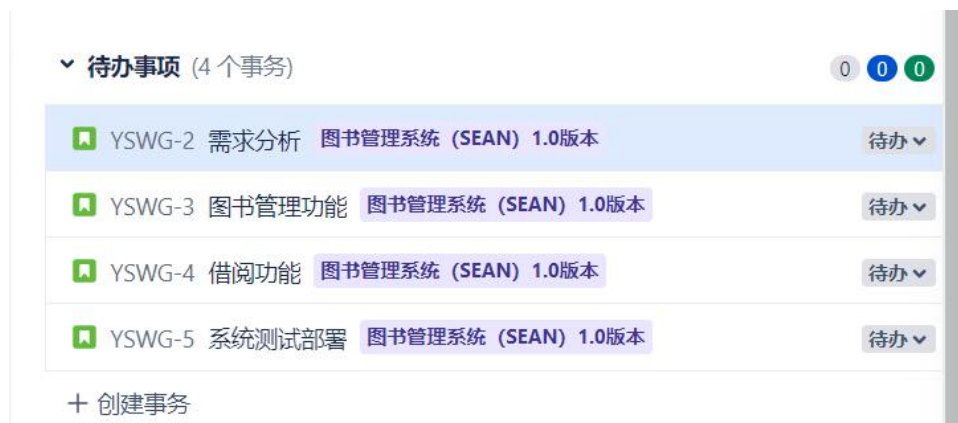 待办事项 (4 个事务) 0 0 0
YSWG-2 需求分析 图书管理系统（SEAN）1.0版本 待办
YSWG-3 图书管理功能 图书管理系统（SEAN）1.0版本 待办
YSWG-4 借阅功能 图书管理系统（SEAN）1.0版本 待办
YSWG-5 系统测试部署 图书管理系统（SEAN）1.0版本 待办
+ 创建事务